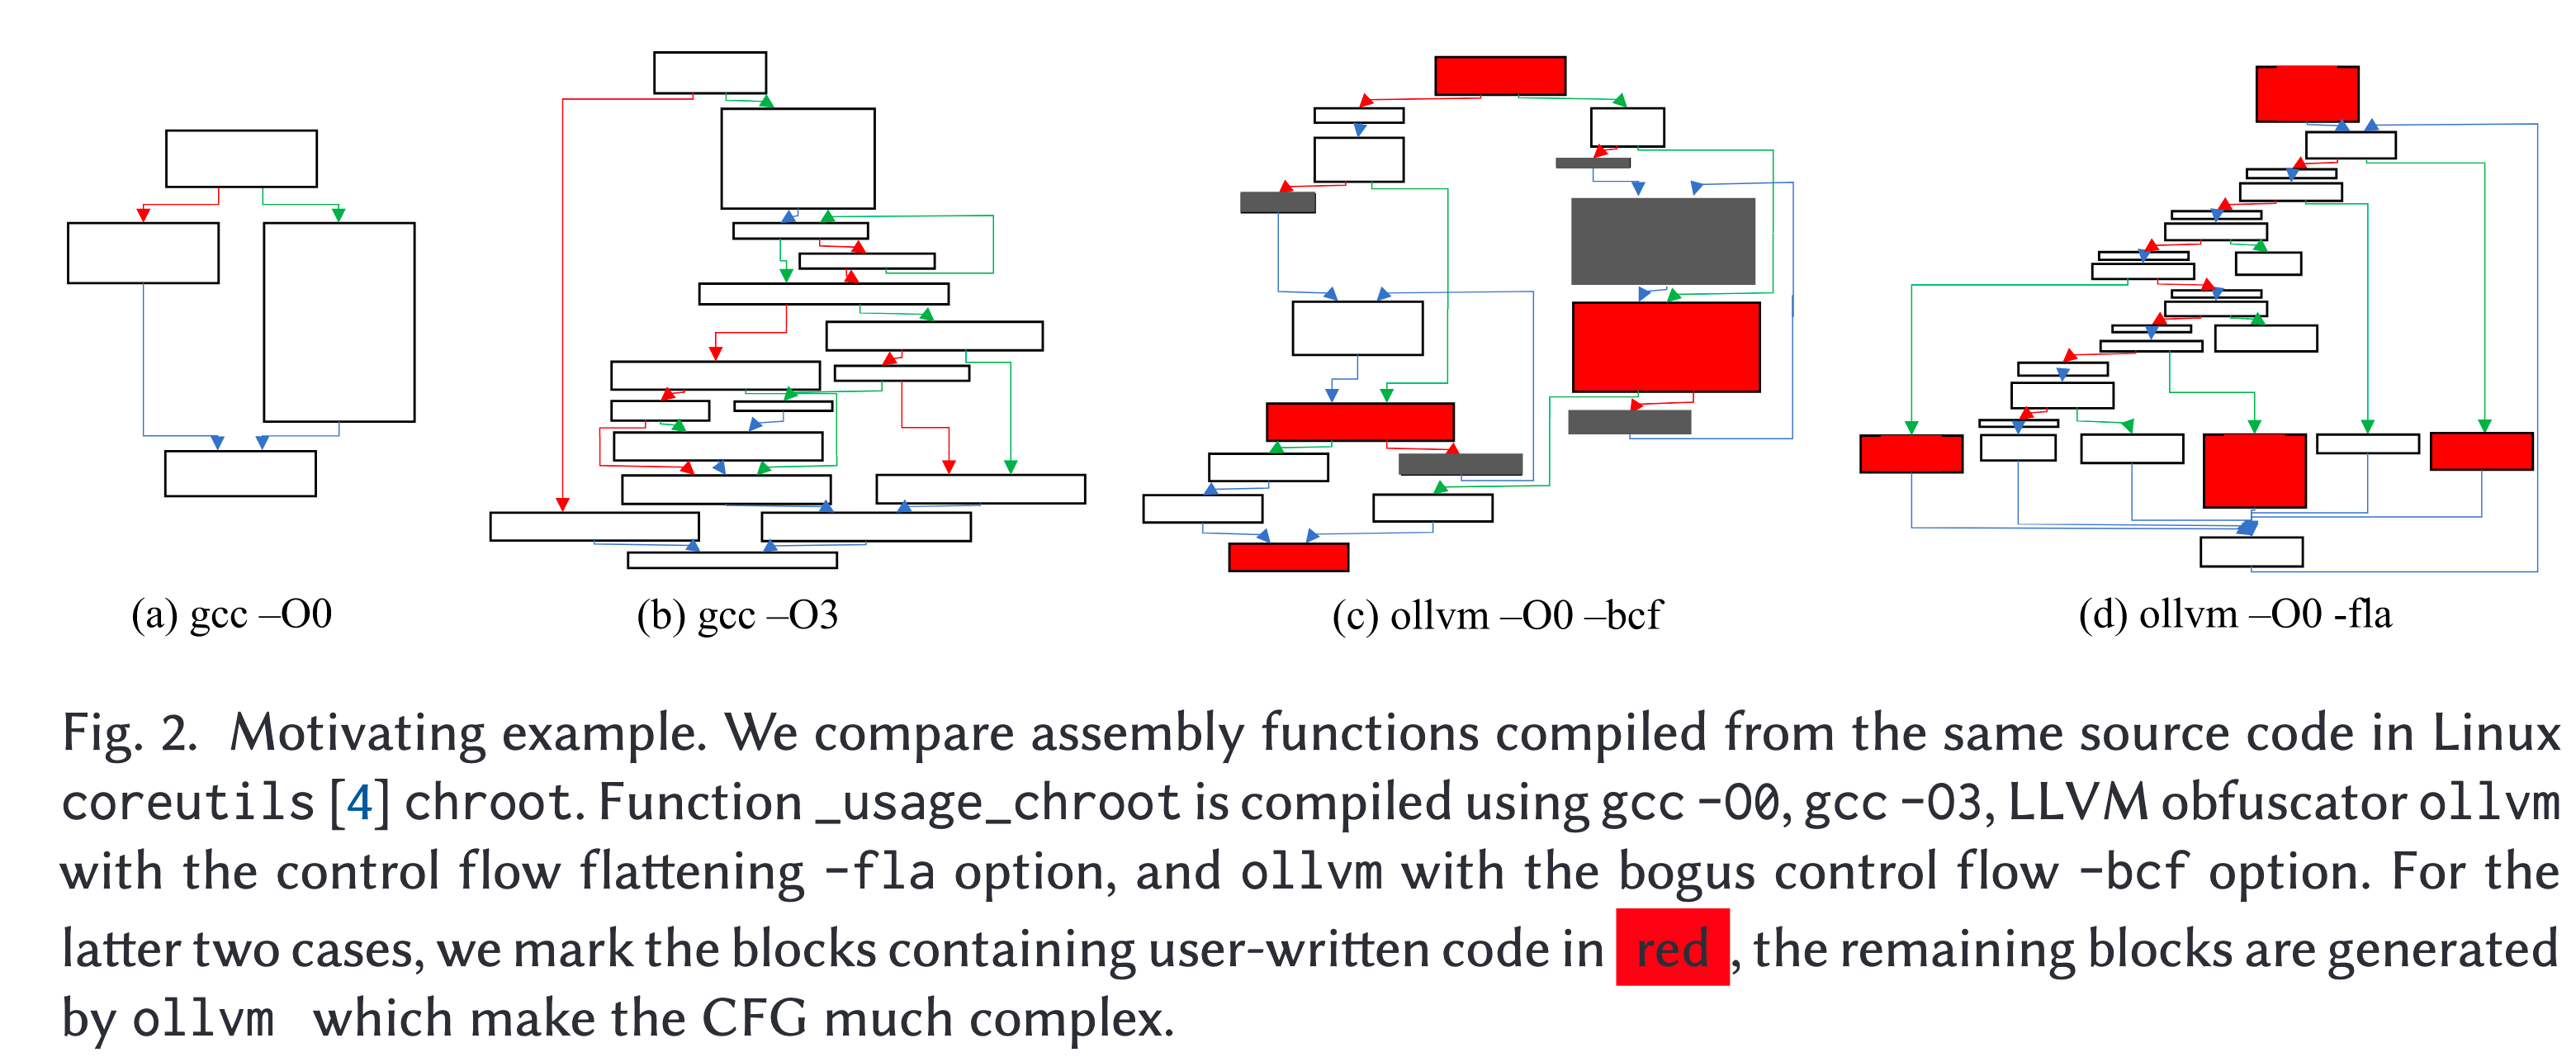 (a) gcc –O0
(b) gcc –O3
(c) ollvm –O0 –bcf
(d) ollvm –O0 -fla
Fig. 2. Motivating example. We compare assembly functions compiled from the same source code in Linux
coreutils [4] chroot. Function _usage_chroot is compiled using gcc -O0, gcc -O3, LLVM obfuscator ollvm
with the control flow flattening -fla option, and ollvm with the bogus control flow -bcf option. For the
latter two cases, we mark the blocks containing user-written code in red, the remaining blocks are generated
by ollvm which make the CFG much complex.